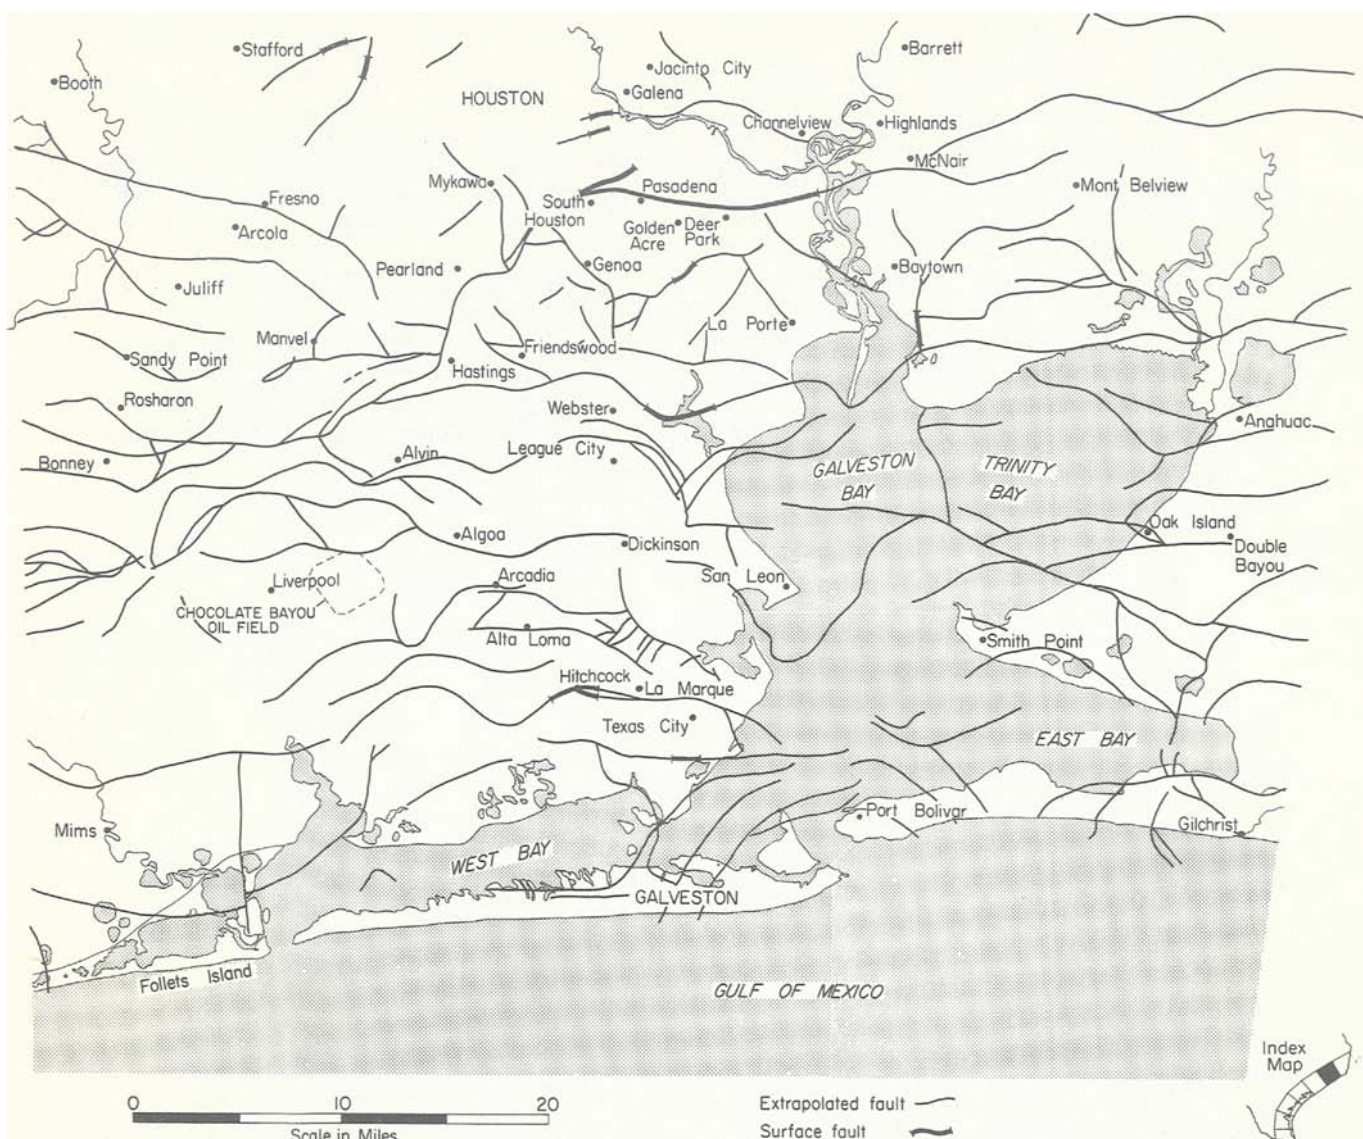 Stafford
Barrett
Booth
Jacinto City
HOUSTON
Galena
Channelview
Highlands
McNair
Mykawa
Pasadena
Mont Belview
Fresno
South
Houston
Arcola
Golden
Acre
Deer
Park
Pearland
Genoa
Baytown
Juliff
La Porte
Manvel
Friendswood
Sandy Point
Hastings
Rosharon
Webster
Anahuac
Bonney
Alvin
League City
GALVESTON
BAY
TRINITY
BAY
Algoa
Dickinson
Oak Island
Double
Bayou
Liverpool
Arcadia
San Leon
CHOCOLATE BAYOU
OIL FIELD
Alta Loma
Smith Point
Hitchcock
La Marque
Texas City
EAST BAY
Port Bolivar
Mims
Gilchrist
WEST BAY
GALVESTON
Follets Island
GULF OF MEXICO
Index
Map
0 10 20
Scale in Miles
Extrapolated fault
Surface fault